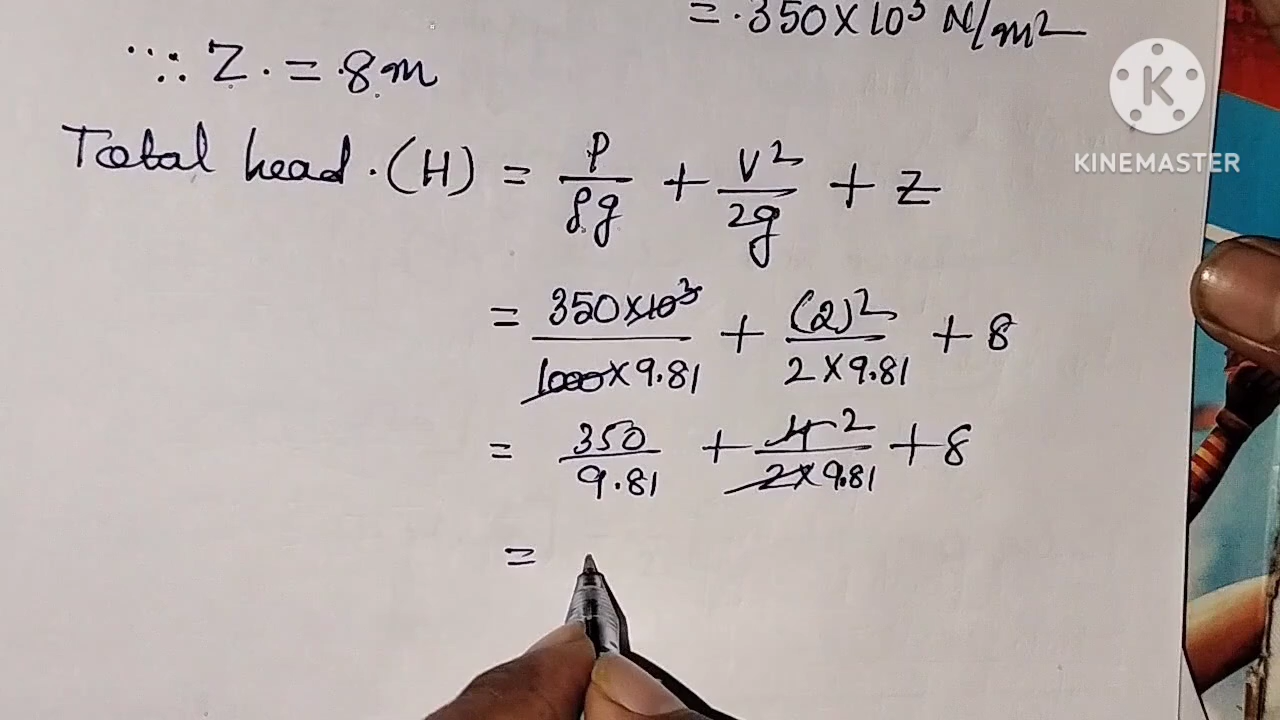 = .350×10³ N/m²
∵ Z. = .8m
K
KINEMASTER
Total head.(H) = P/ρg + V²/2g + Z
= 350×10³/1000×9.81 + (2)²/2×9.81 + 8
= 350/9.81 + 4 2/2×9.81 + 8
=